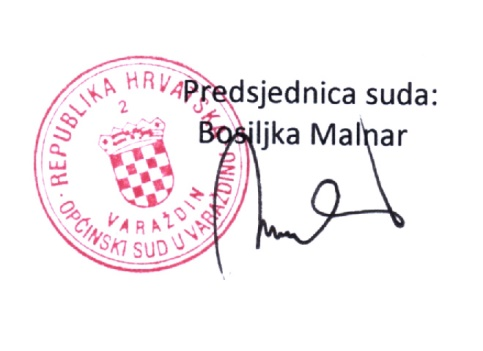 REPUBLIKA HRVATSKA
2
VARAŽDIN
OPĆINSKI SUD U VARAŽDINU
Predsjednica suda:
Bosiljka Malnar